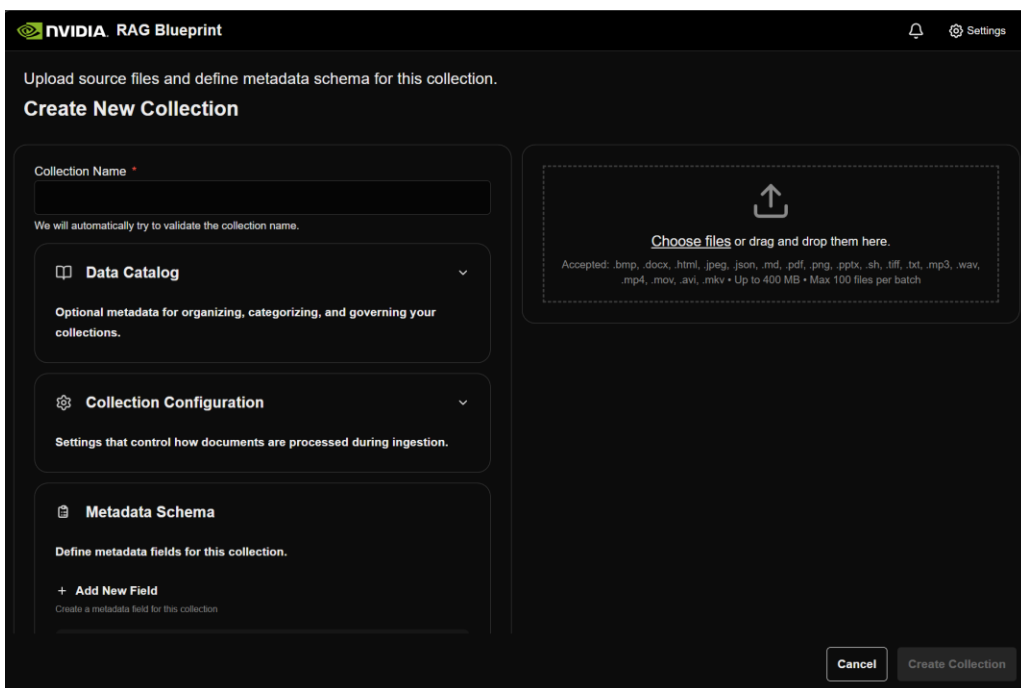 NVIDIA. RAG Blueprint
Settings
Upload source files and define metadata schema for this collection.
Create New Collection
Collection Name *
We will automatically try to validate the collection name.
Data Catalog
Optional metadata for organizing, categorizing, and governing your
collections.
Collection Configuration
Settings that control how documents are processed during ingestion.
Metadata Schema
Define metadata fields for this collection.
+ Add New Field
Create a metadata field for this collection
Choose files or drag and drop them here.
Accepted: .bmp, .docx, .html, .jpeg, .json, .md, .pdf, .png, .pptx, .sh, .tiff, .txt, .mp3, .wav,
.mp4, .mov, .avi, .mkv • Up to 400 MB • Max 100 files per batch
Cancel
Create Collection